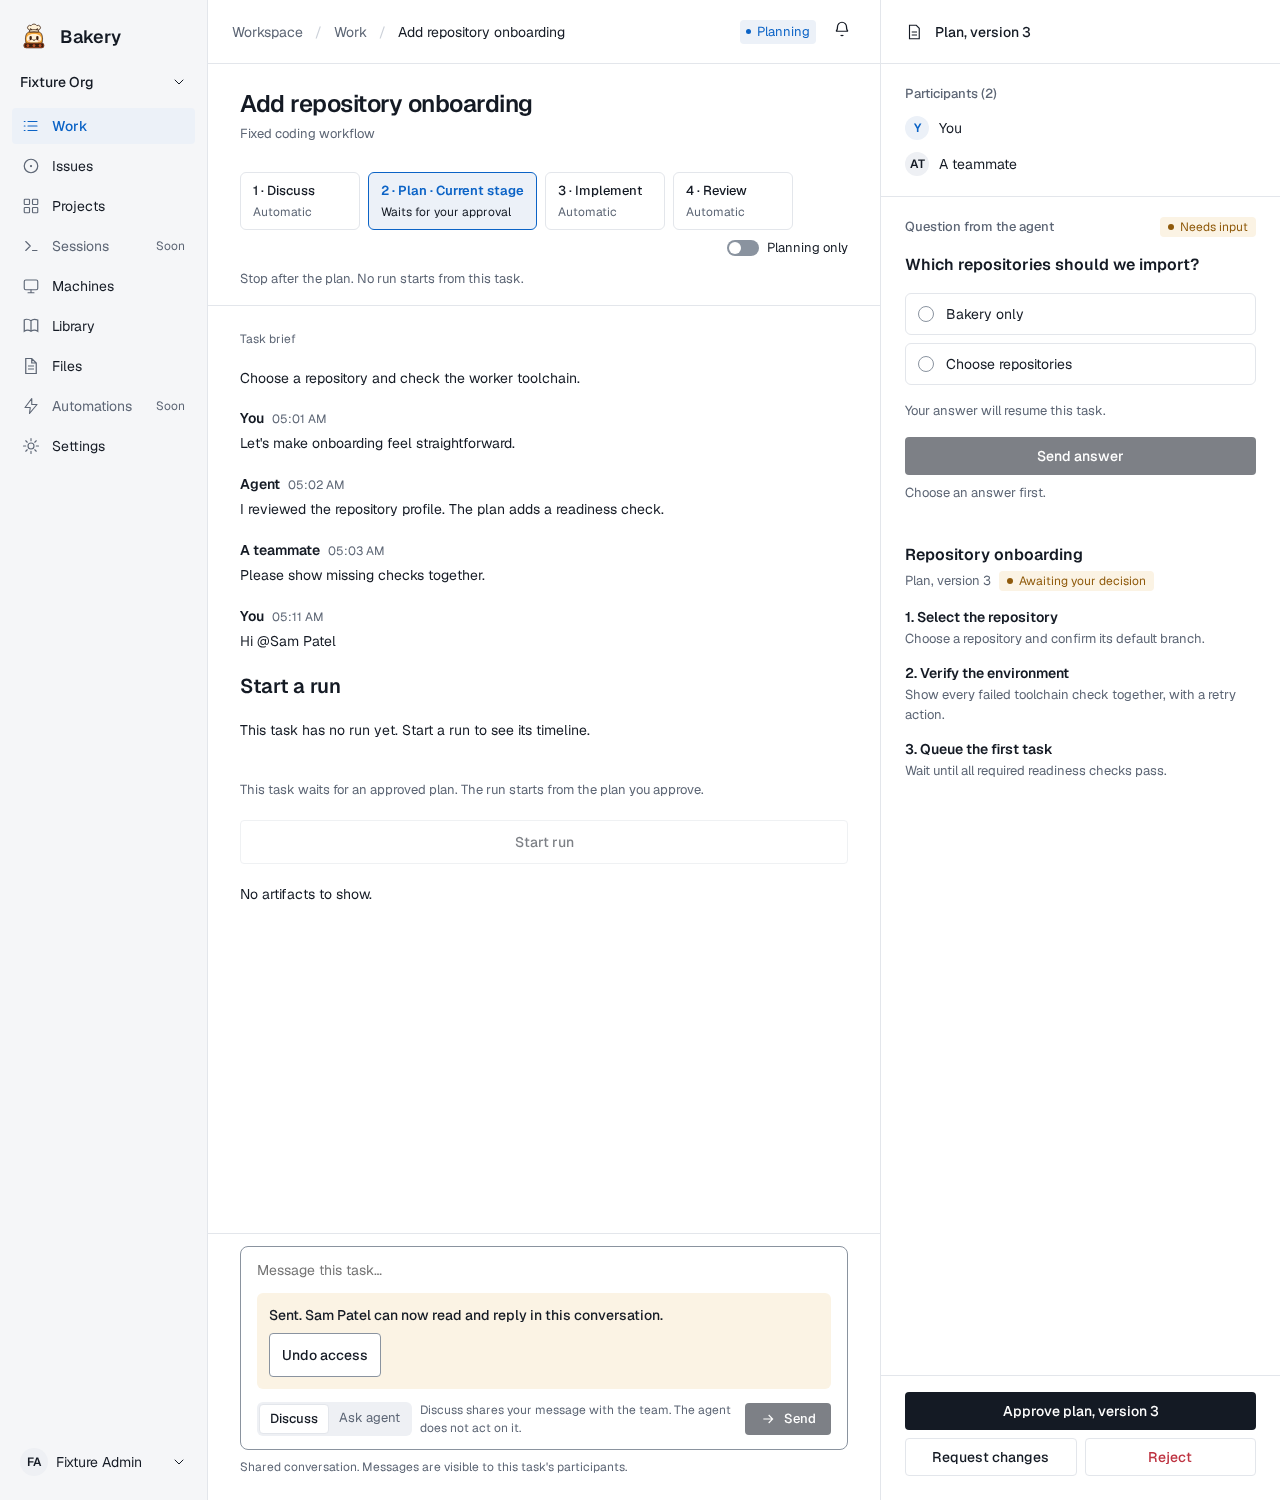 Bakery
Fixture Org
Work
Issues
Projects
Sessions Soon
Machines
Library
Files
Automations Soon
Settings
FA Fixture Admin
Workspace / Work / Add repository onboarding
Planning
Add repository onboarding
Fixed coding workflow
1 · Discuss
Automatic
2 · Plan · Current stage
Waits for your approval
3 · Implement
Automatic
4 · Review
Automatic
Planning only
Stop after the plan. No run starts from this task.
Task brief
Choose a repository and check the worker toolchain.
You 05:01 AM
Let's make onboarding feel straightforward.
Agent 05:02 AM
I reviewed the repository profile. The plan adds a readiness check.
A teammate 05:03 AM
Please show missing checks together.
You 05:11 AM
Hi @Sam Patel
Start a run
This task has no run yet. Start a run to see its timeline.
This task waits for an approved plan. The run starts from the plan you approve.
Start run
No artifacts to show.
Message this task...
Sent. Sam Patel can now read and reply in this conversation.
Undo access
Discuss Ask agent
Discuss shares your message with the team. The agent
does not act on it.
Send
Shared conversation. Messages are visible to this task's participants.
Plan, version 3
Participants (2)
Y You
AT A teammate
Question from the agent Needs input
Which repositories should we import?
Bakery only
Choose repositories
Your answer will resume this task.
Send answer
Choose an answer first.
Repository onboarding
Plan, version 3 Awaiting your decision
1. Select the repository
Choose a repository and confirm its default branch.
2. Verify the environment
Show every failed toolchain check together, with a retry
action.
3. Queue the first task
Wait until all required readiness checks pass.
Approve plan, version 3
Request changes Reject